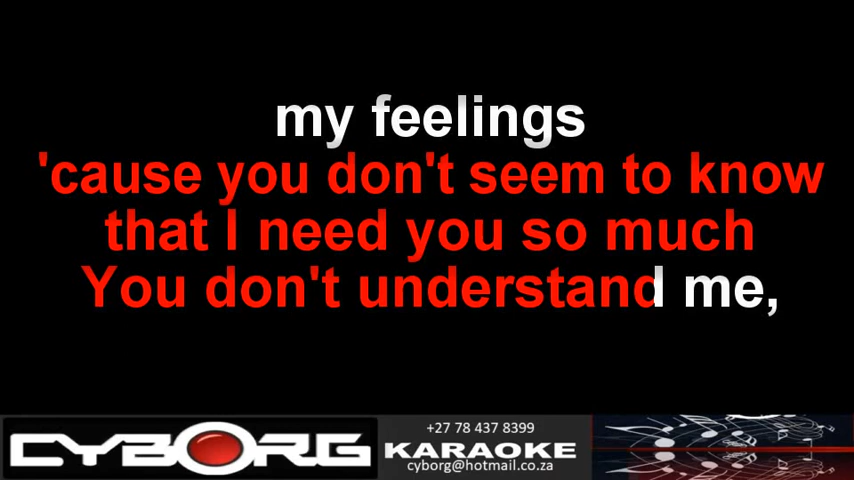 my feelings
'cause you don't seem to know
that I need you so much
You don't understand me,
CYBORG
+27 78 437 8399
KARAOKE
cyborg@hotmail.co.za